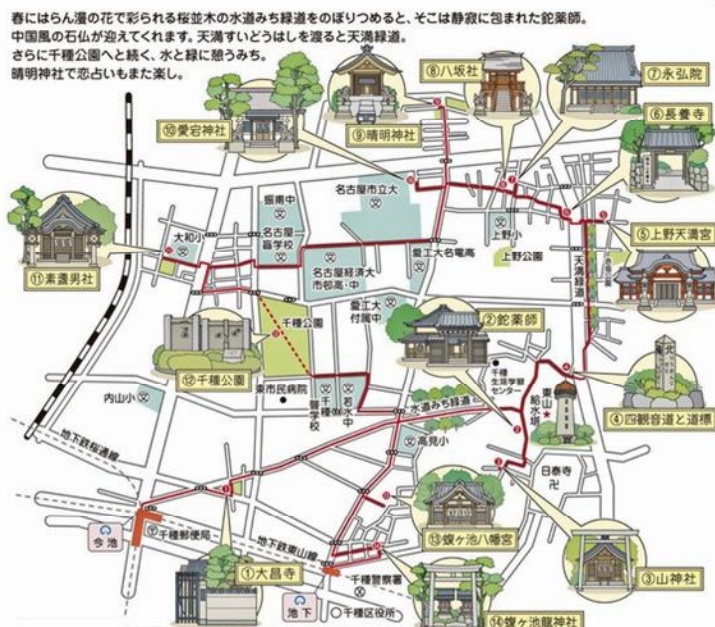 春にはらん漫の花で彩られる桜並木の水道みち緑道をのぼりつめると、そこは静寂に包まれた鉈薬師。
中国風の石仏が迎えてくれます。天満すいどうはしを渡ると天満緑道。
さらに千種公園へと続く、水と緑に憩うみち。
晴明神社で恋占いもまた楽し。
⑧八坂社
⑦永弘院
⑩愛宕神社
⑨晴明神社
⑥長養寺
振甫中
名古屋市立大
大和小
名古屋
盲学校
上野小
⑤上野天満宮
愛工大名電高
上野公園
天満緑道
⑪素盞男社
名古屋経済大
市邨高・中
愛工大
付属中
②鉈薬師
千種公園
⑫千種公園
千種
生涯学習
センター
北
東市民病院
千種
聾学校
若水中
水道みち緑道
東山
給水塔
④四観音道と道標
内山小
高見小
地下鉄桜通線
日泰寺
今池
千種郵便局
地下鉄東山線
⑬蝮ヶ池八幡宮
③山神社
①大昌寺
池下
千種警察署
千種区役所
⑭蝮ヶ池龍神社